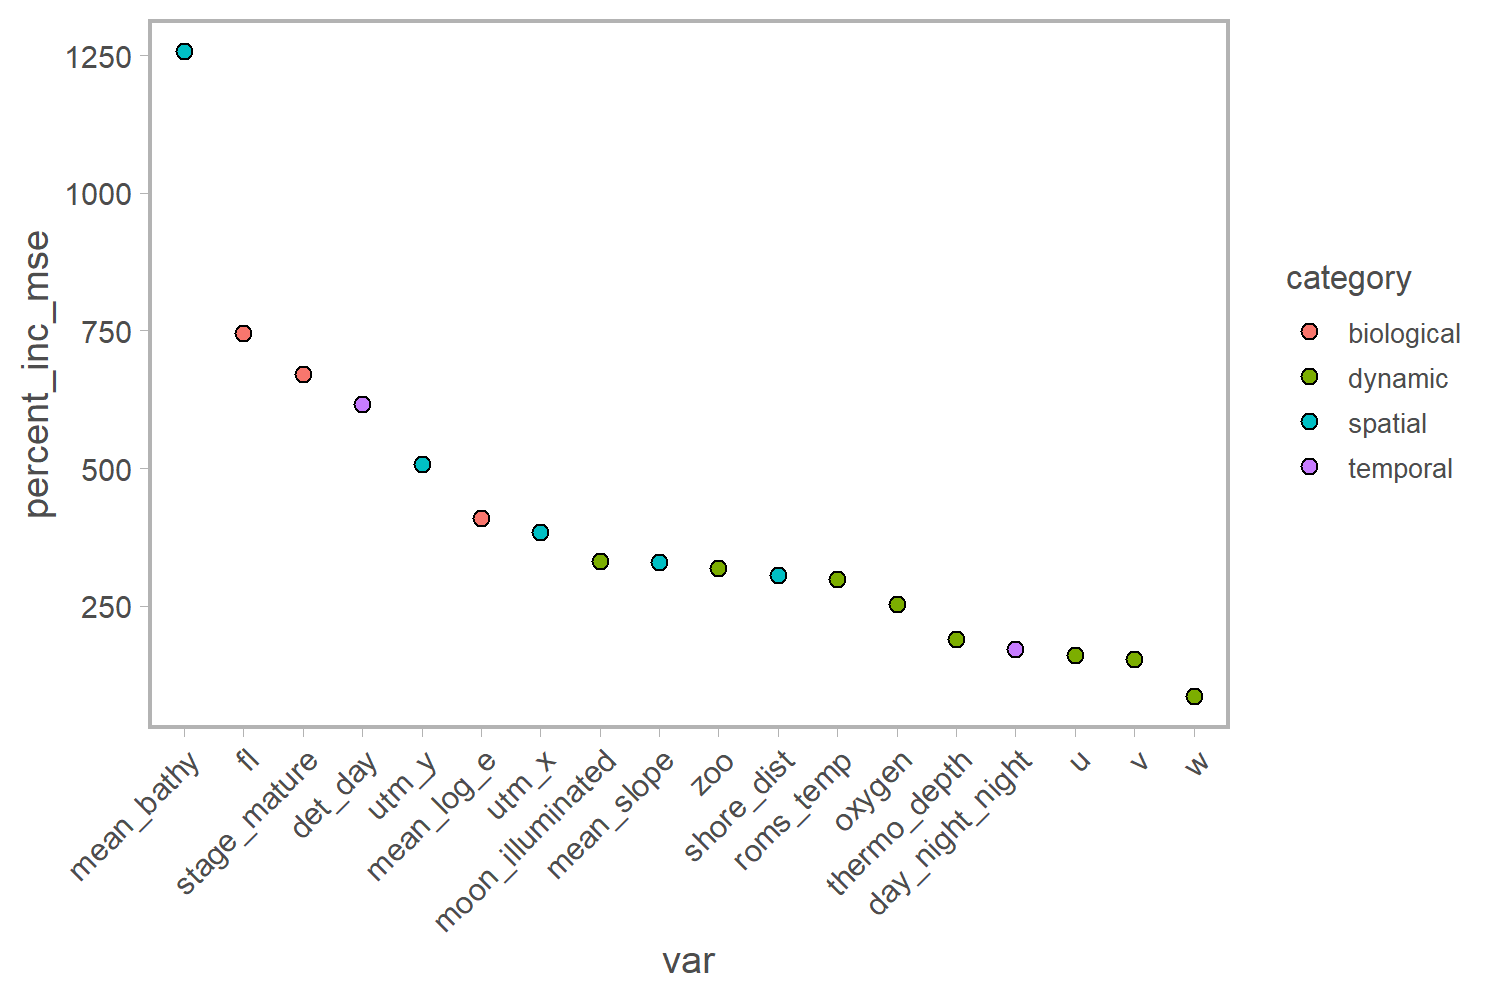 1250
1000
750
500
250
percent_inc_mse
mean_bathy
fl
stage_mature
det_day
utm_y
mean_log_e
utm_x
moon_illuminated
mean_slope
zoo
shore_dist
roms_temp
oxygen
thermo_depth
day_night_night
u
v
w
var
category
biological
dynamic
spatial
temporal